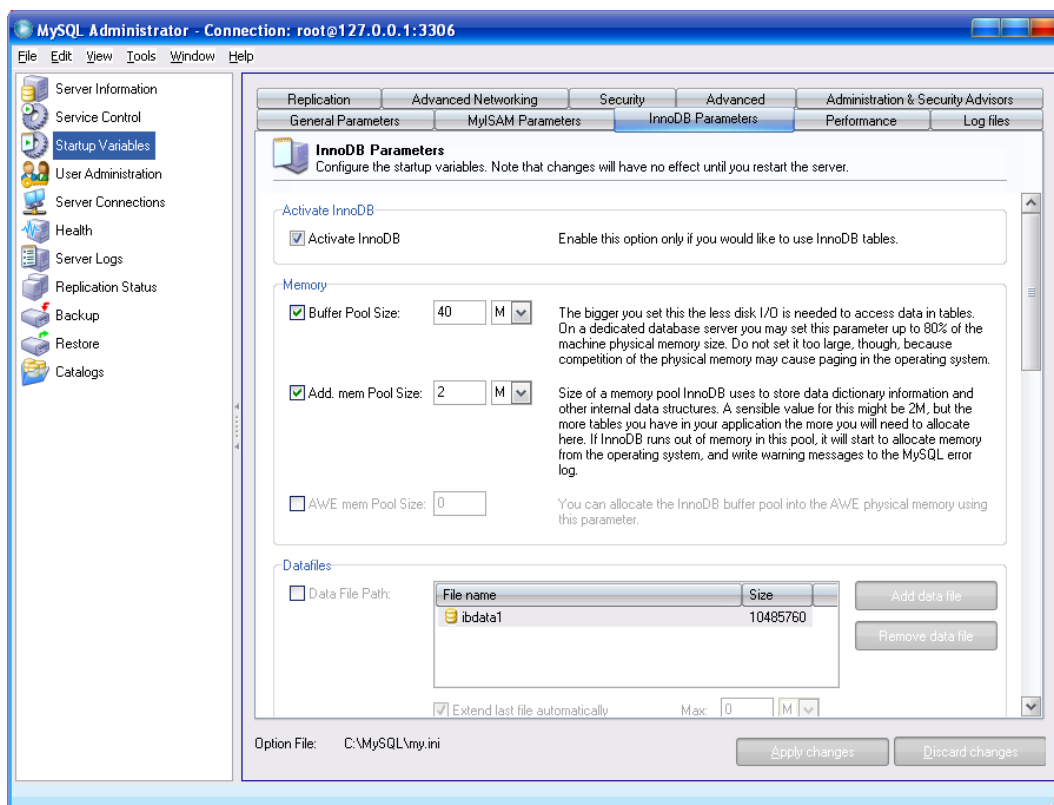 MySQL Administrator - Connection: root@127.0.0.1:3306
File Edit View Tools Window Help
Server Information
Service Control
Startup Variables
User Administration
Server Connections
Health
Server Logs
Replication Status
Backup
Restore
Catalogs
Replication Advanced Networking Security Advanced Administration & Security Advisors
General Parameters MyISAM Parameters InnoDB Parameters Performance Log files
InnoDB Parameters
Configure the startup variables. Note that changes will have no effect until you restart the server.
Activate InnoDB
Activate InnoDB Enable this option only if you would like to use InnoDB tables.
Memory
Buffer Pool Size: 40 M The bigger you set this the less disk I/O is needed to access data in tables.
On a dedicated database server you may set this parameter up to 80% of the
machine physical memory size. Do not set it too large, though, because
competition of the physical memory may cause paging in the operating system.
Add. mem Pool Size: 2 M Size of a memory pool InnoDB uses to store data dictionary information and
other internal data structures. A sensible value for this might be 2M, but the
more tables you have in your application the more you will need to allocate
here. If InnoDB runs out of memory in this pool, it will start to allocate memory
from the operating system, and write warning messages to the MySQL error
log.
AWE mem Pool Size: 0 You can allocate the InnoDB buffer pool into the AWE physical memory using
this parameter.
Datafiles
Data File Path: File name Size Add data file
ibdata1 10485760
Remove data file
Extend last file automatically Max: 0 M
Option File: C:\MySQL\my.ini Apply changes Discard changes